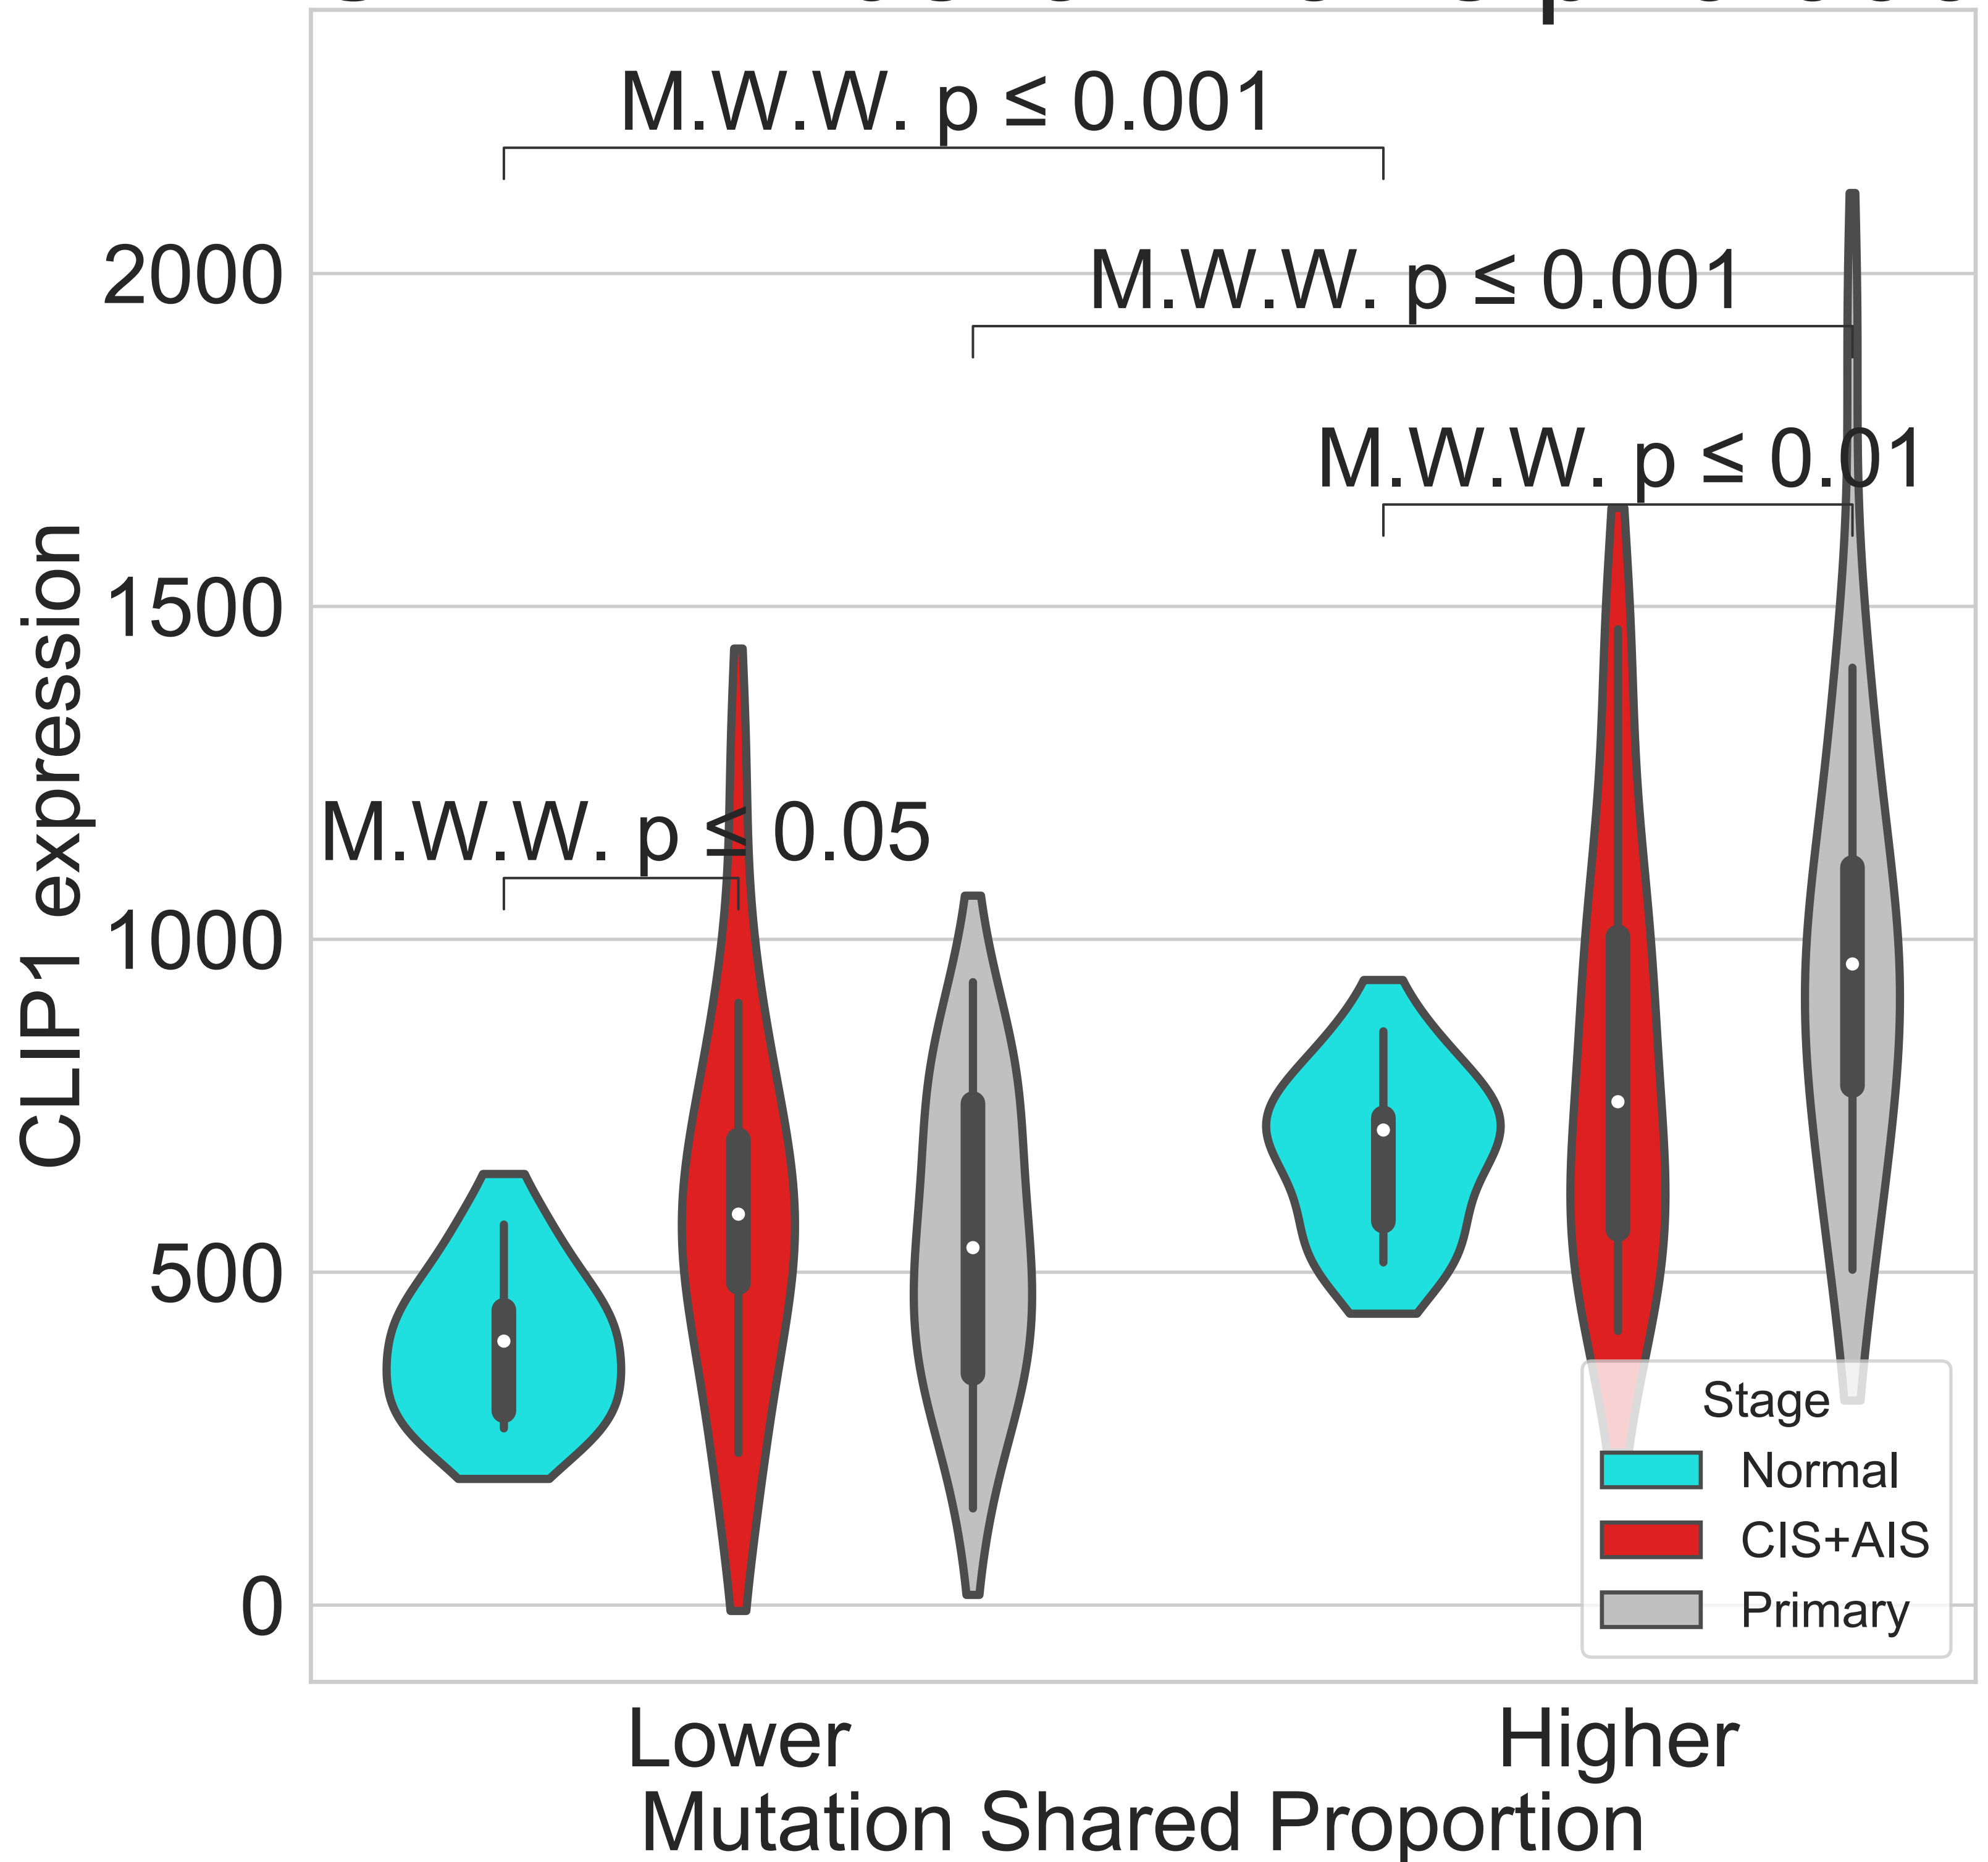 M.W.W. p ≤ 0.001
2000
M.W.W. p ≤ 0.001
M.W.W. p ≤ 0.01
1500
M.W.W. p ≤ 0.05
1000
CLIP1 expression
500
0
Stage
Normal
CIS+AIS
Primary
Lower
Higher
Mutation Shared Proportion